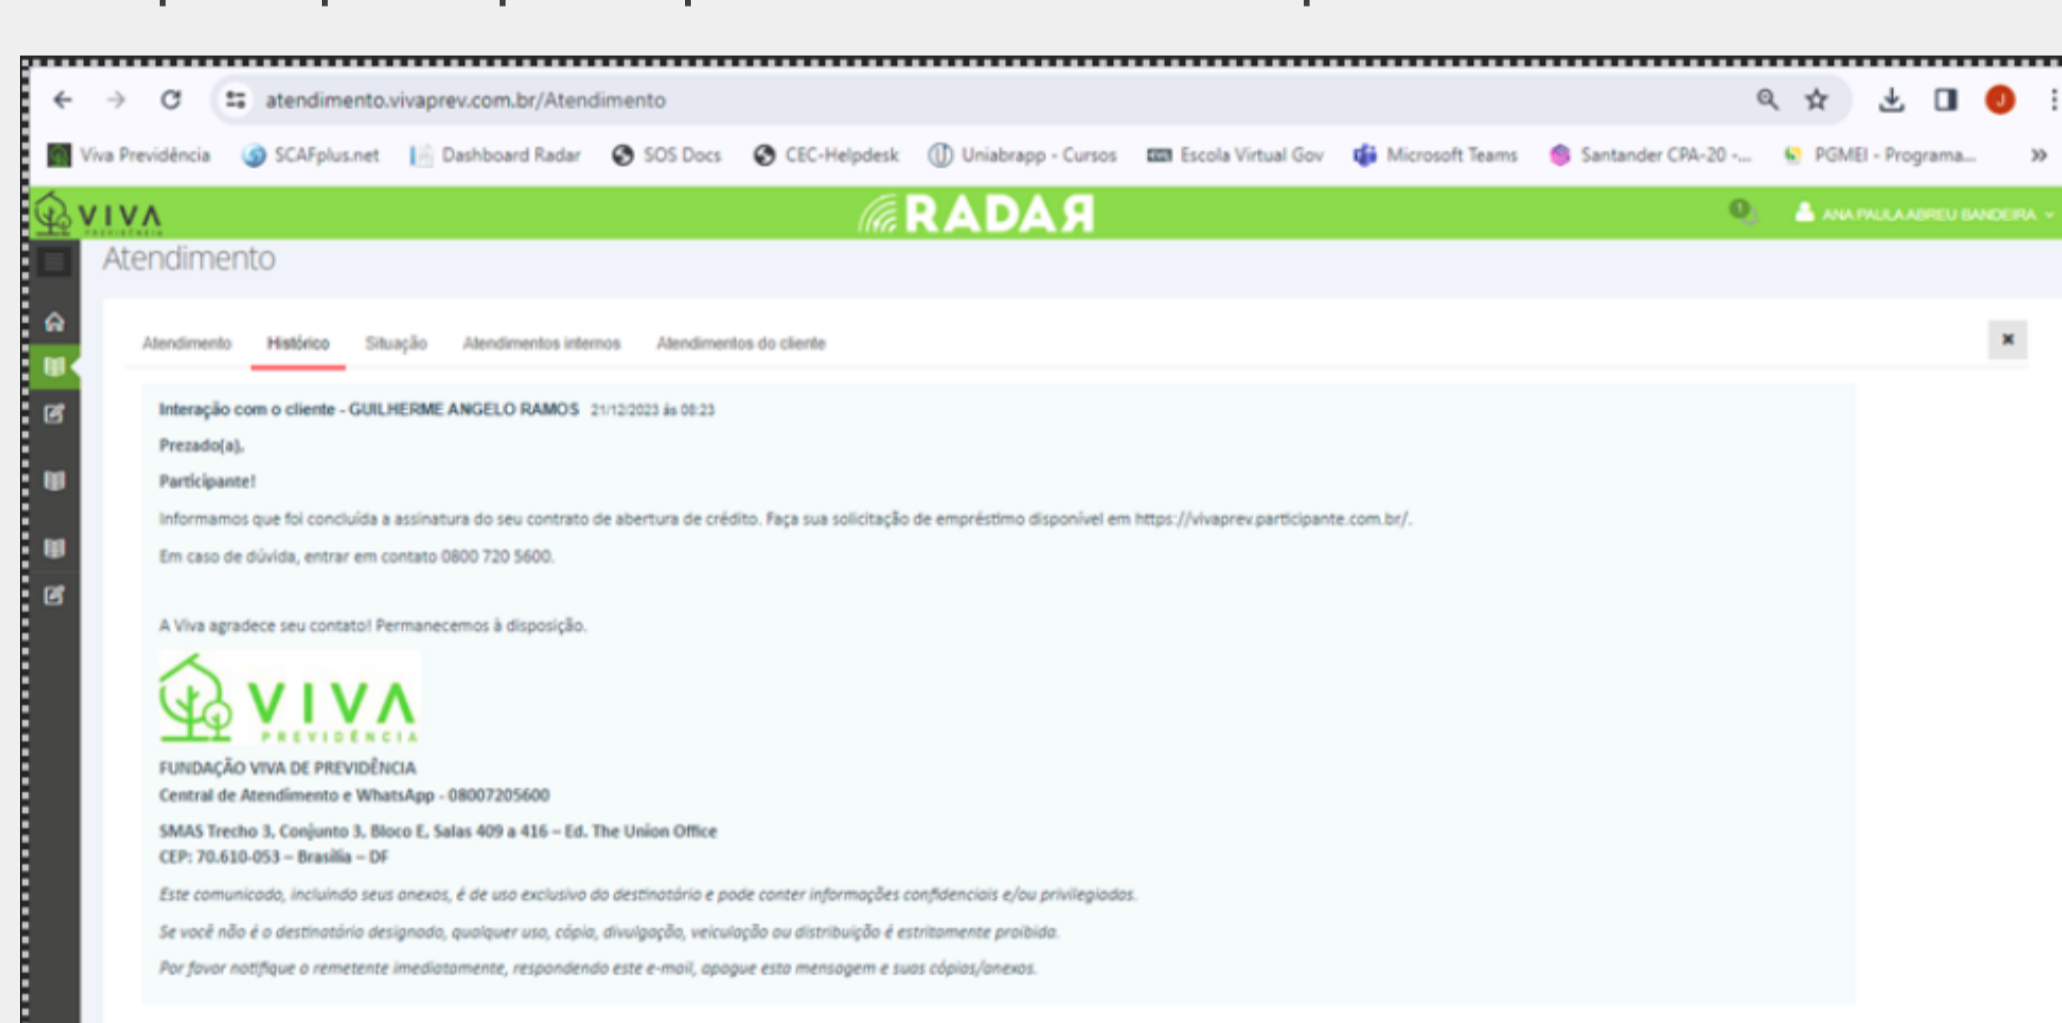 atendimento.vivaprev.com.br/Atendimento
Viva Previdência SCAFplus.net Dashboard Radar SOS Docs CEC-Helpdesk Uniabrapp - Cursos Escola Virtual Gov Microsoft Teams Santander CPA-20 -... PGMEI - Programa... »
VIVA PREVIDÊNCIA RADAR 1 ANA PAULA ABREU BANDEIRA
Atendimento
Atendimento Histórico Situação Atendimentos internos Atendimentos do cliente
Interação com o cliente - GUILHERME ANGELO RAMOS 21/12/2023 às 08:23
Prezado(a),
Participante!
Informamos que foi concluída a assinatura do seu contrato de abertura de crédito. Faça sua solicitação de empréstimo disponível em https://vivaprev.participante.com.br/.
Em caso de dúvida, entrar em contato 0800 720 5600.
A Viva agradece seu contato! Permanecemos à disposição.
VIVA
PREVIDÊNCIA
FUNDAÇÃO VIVA DE PREVIDÊNCIA
Central de Atendimento e WhatsApp - 08007205600
SMAS Trecho 3, Conjunto 3, Bloco E, Salas 409 a 416 – Ed. The Union Office
CEP: 70.610-053 – Brasília – DF
Este comunicado, incluindo seus anexos, é de uso exclusivo do destinatório e pode conter informações confidenciais e/ou privilegiadas.
Se você não é o destinatório designado, qualquer uso, cópia, divulgação, veiculação ou distribuição é estritamente proibida.
Por favor notifique o remetente imediatamente, respondendo este e-mail, apague esta mensagem e suas cópias/anexos.